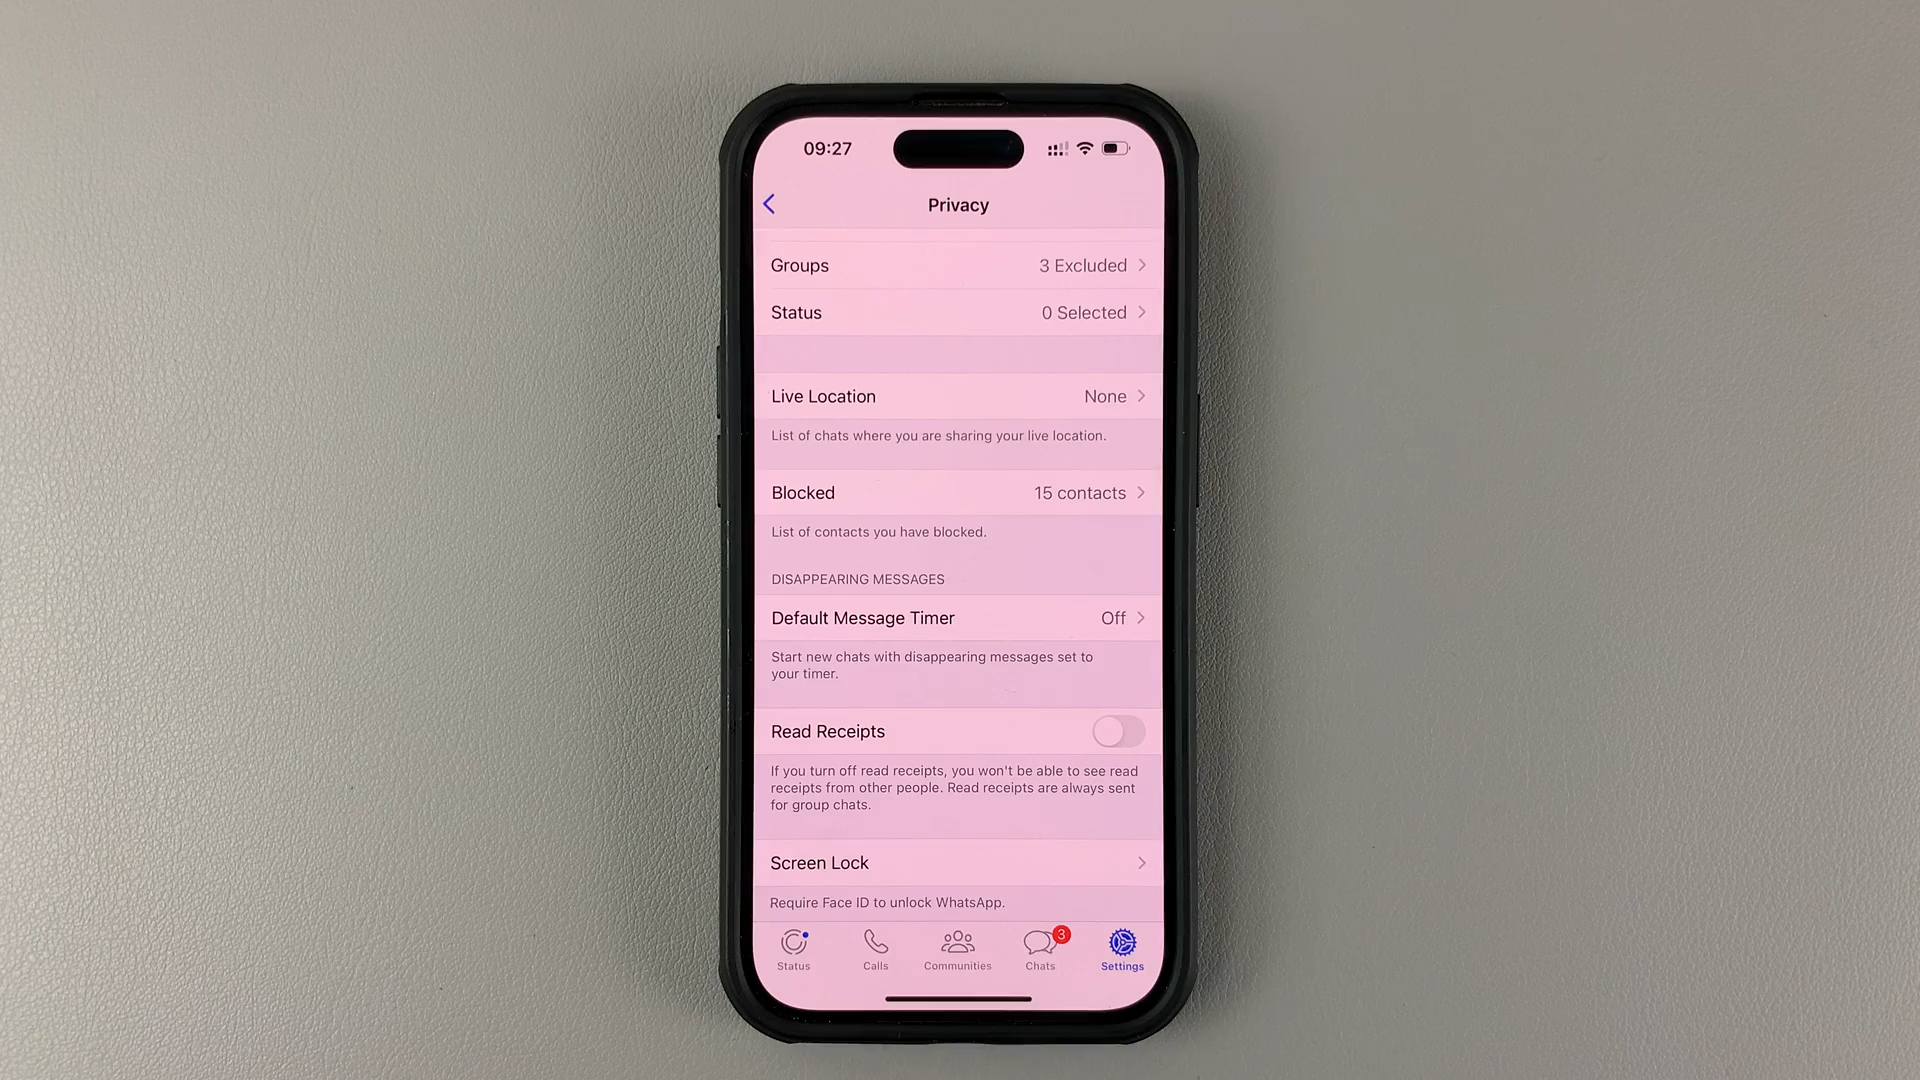 09:27
Privacy
Groups 3 Excluded
Status 0 Selected
Live Location None
List of chats where you are sharing your live location.
Blocked 15 contacts
List of contacts you have blocked.
DISAPPEARING MESSAGES
Default Message Timer Off
Start new chats with disappearing messages set to
your timer.
Read Receipts
If you turn off read receipts, you won't be able to see read
receipts from other people. Read receipts are always sent
for group chats.
Screen Lock
Require Face ID to unlock WhatsApp.
3
Status Calls Communities Chats Settings